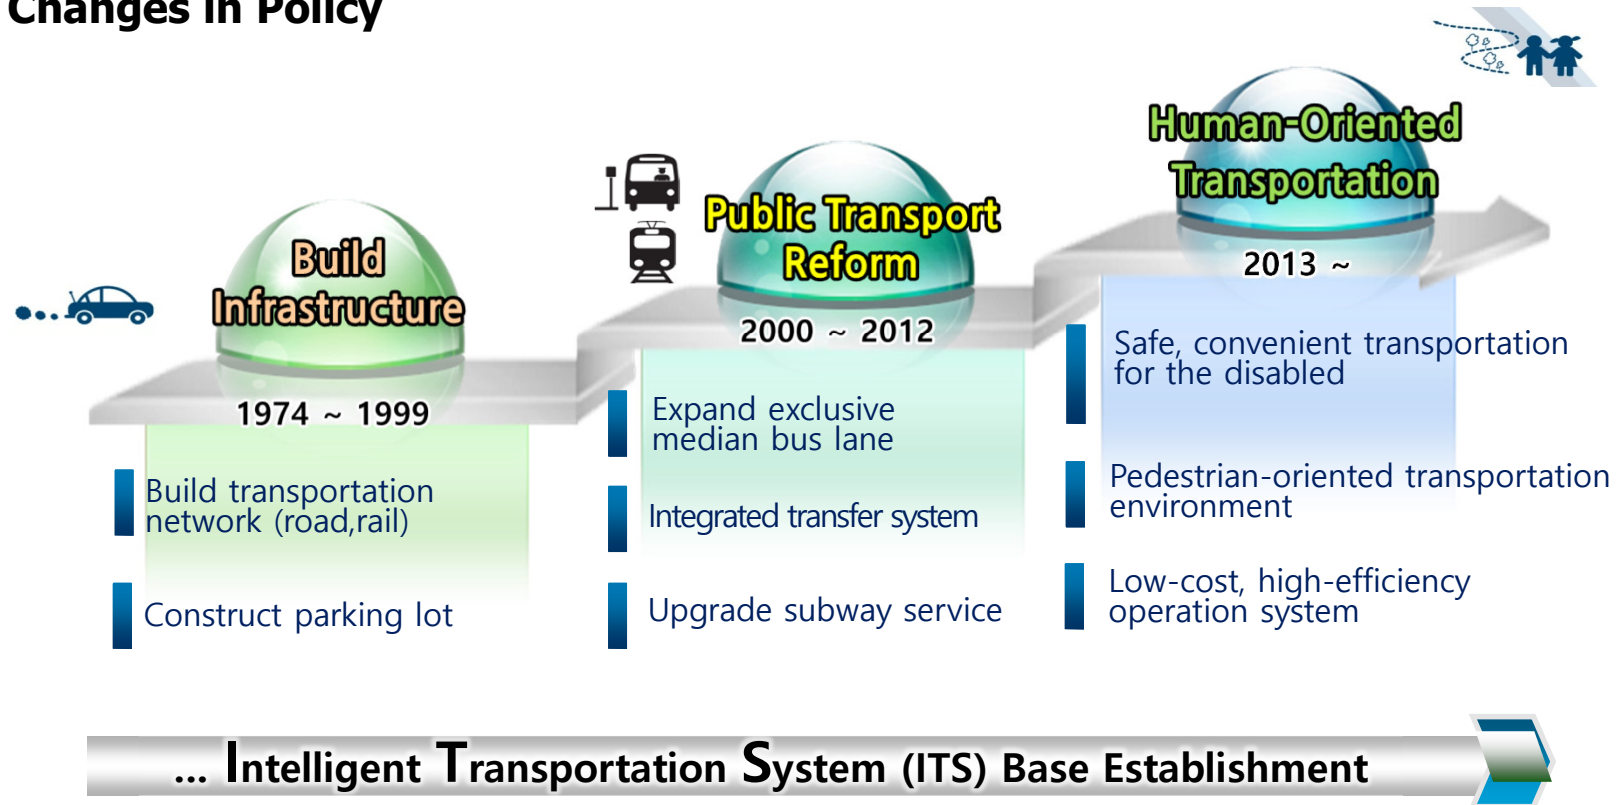 Changes in Policy
Build
Infrastructure
1974 ~ 1999
Build transportation
network (road,rail)
Construct parking lot
Public Transport
Reform
2000 ~ 2012
Expand exclusive
median bus lane
Integrated transfer system
Upgrade subway service
Human-Oriented
Transportation
2013 ~
Safe, convenient transportation
for the disabled
Pedestrian-oriented transportation
environment
Low-cost, high-efficiency
operation system
... Intelligent Transportation System (ITS) Base Establishment